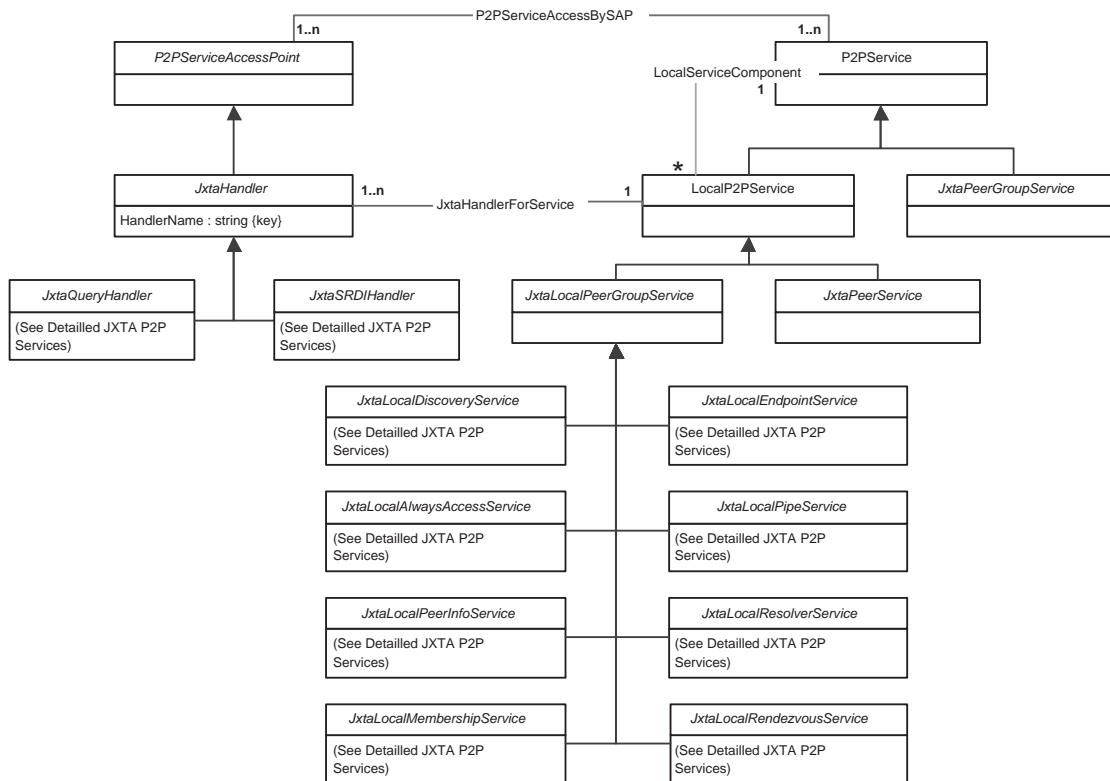 P2PServiceAccessBySAP
1..n
1..n
P2PServiceAccessPoint
P2PService
LocalServiceComponent
1
*
JxtaHandler
HandlerName : string {key}
1..n
JxtaHandlerForService
1
LocalP2PService
JxtaPeerGroupService
JxtaQueryHandler
(See Detailled JXTA P2P
Services)
JxtaSRDIHandler
(See Detailled JXTA P2P
Services)
JxtaLocalPeerGroupService
JxtaPeerService
JxtaLocalDiscoveryService
(See Detailled JXTA P2P
Services)
JxtaLocalEndpointService
(See Detailled JXTA P2P
Services)
JxtaLocalAlwaysAccessService
(See Detailled JXTA P2P
Services)
JxtaLocalPipeService
(See Detailled JXTA P2P
Services)
JxtaLocalPeerInfoService
(See Detailled JXTA P2P
Services)
JxtaLocalResolverService
(See Detailled JXTA P2P
Services)
JxtaLocalMembershipService
(See Detailled JXTA P2P
Services)
JxtaLocalRendezvousService
(See Detailled JXTA P2P
Services)